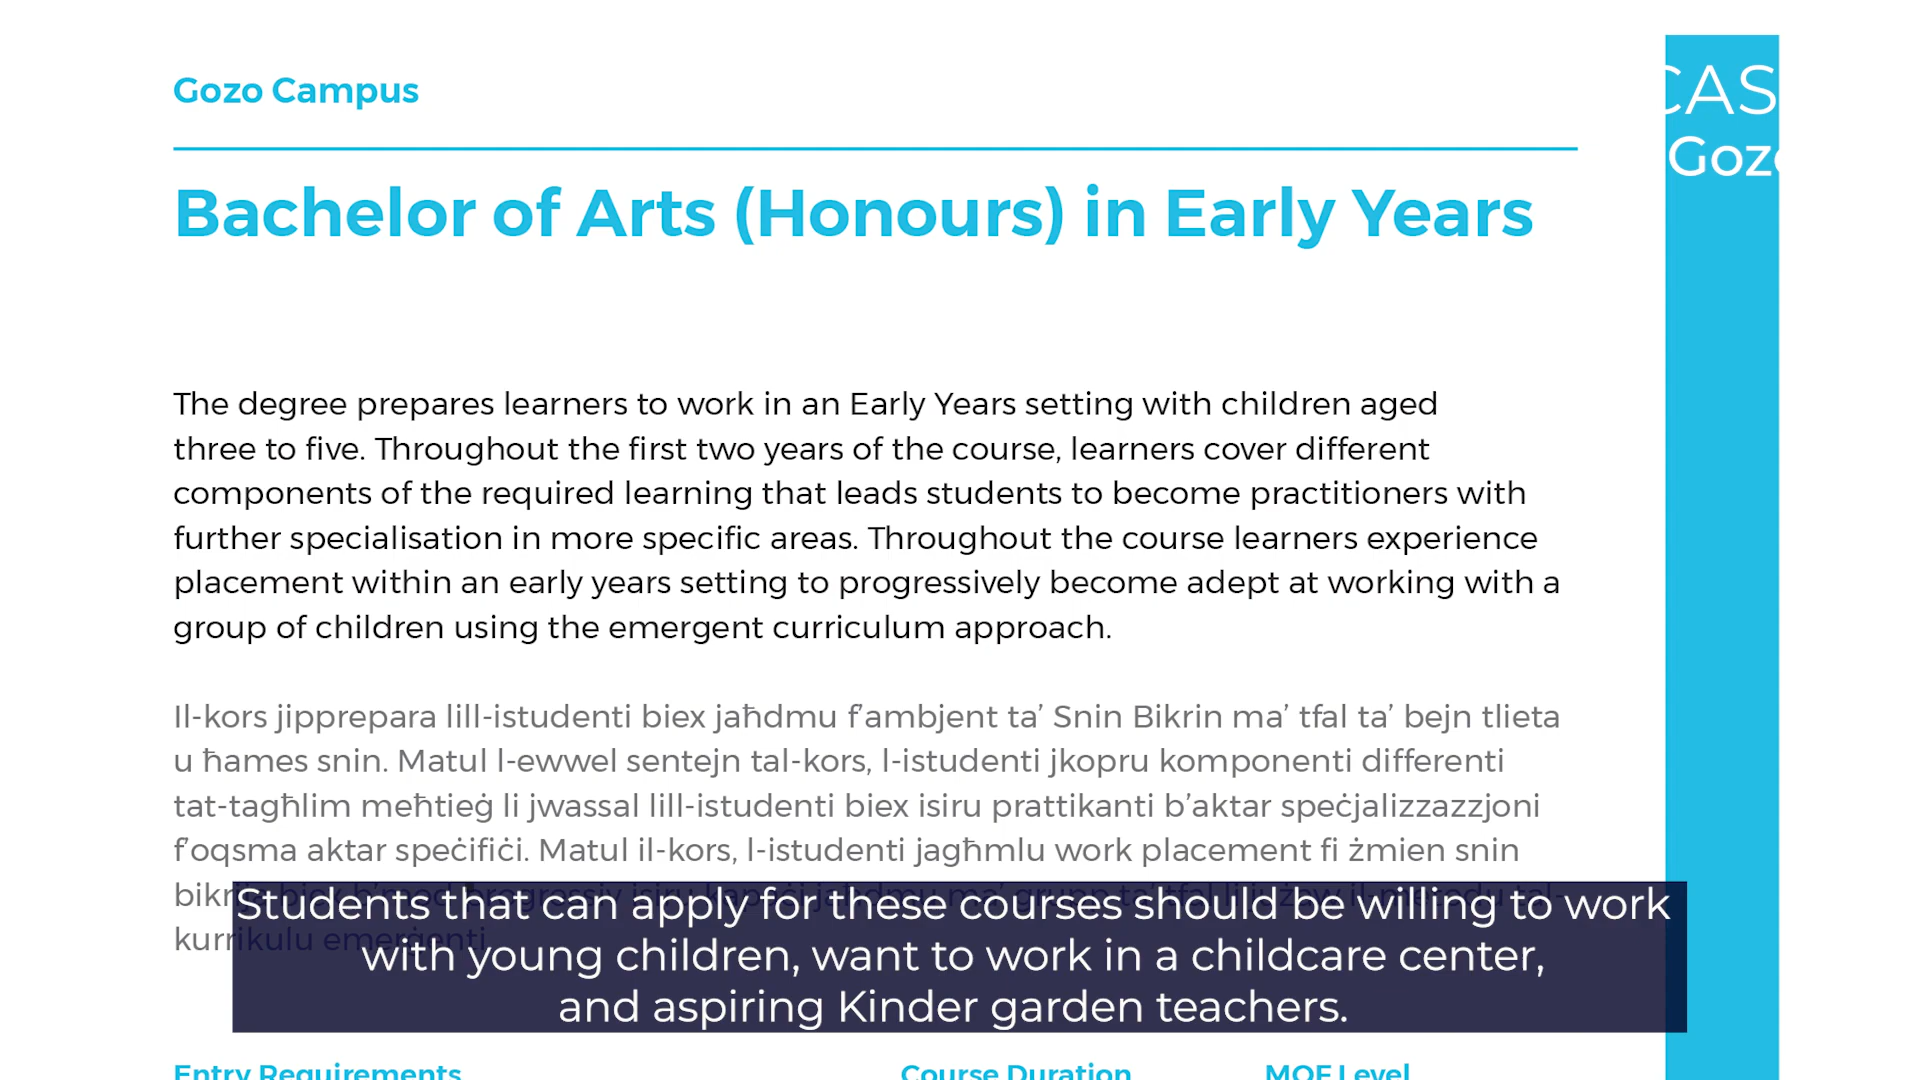 Gozo Campus
CAS
Gozo
Bachelor of Arts (Honours) in Early Years
The degree prepares learners to work in an Early Years setting with children aged
three to five. Throughout the first two years of the course, learners cover different
components of the required learning that leads students to become practitioners with
further specialisation in more specific areas. Throughout the course learners experience
placement within an early years setting to progressively become adept at working with a
group of children using the emergent curriculum approach.
Il-kors jipprepara lill-istudenti biex jaħdmu f’ambjent ta’ Snin Bikrin ma’ tfal ta’ bejn tlieta
u ħames snin. Matul l-ewwel sentejn tal-kors, l-istudenti jkopru komponenti differenti
tat-tagħlim meħtieġ li jwassal lill-istudenti biex isiru prattikanti b’aktar speċjalizzazzjoni
f’oqsma aktar speċifiċi. Matul il-kors, l-istudenti jagħmlu work placement fi żmien snin
kurrikulu emerġenti.
Students that can apply for these courses should be willing to work
with young children, want to work in a childcare center,
and aspiring Kinder garden teachers.
Entry Requirements
Course Duration
MQF Level